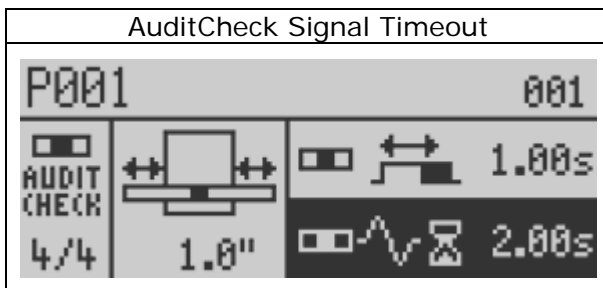 AuditCheck Signal Timeout
P001 001
AUDIT
CHECK
4/4
1.0"
1.00s
2.00s